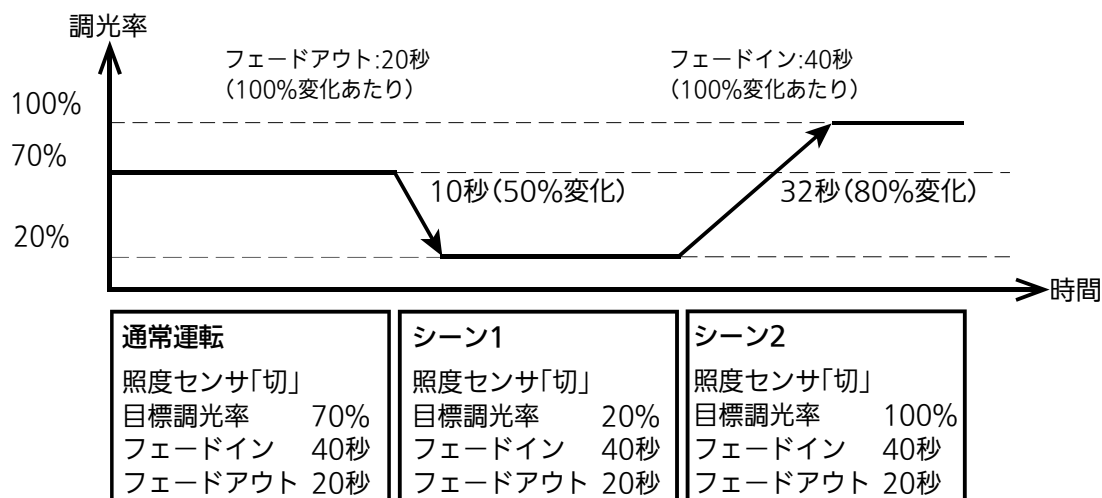 調光率
フェードアウト:20秒
（100%変化あたり）
フェードイン:40秒
（100%変化あたり）
100%
70%
10秒（50%変化）
32秒（80%変化）
20%
時間
通常運転
照度センサ「切」
目標調光率 70%
フェードイン 40秒
フェードアウト 20秒
シーン1
照度センサ「切」
目標調光率 20%
フェードイン 40秒
フェードアウト 20秒
シーン2
照度センサ「切」
目標調光率 100%
フェードイン 40秒
フェードアウト 20秒